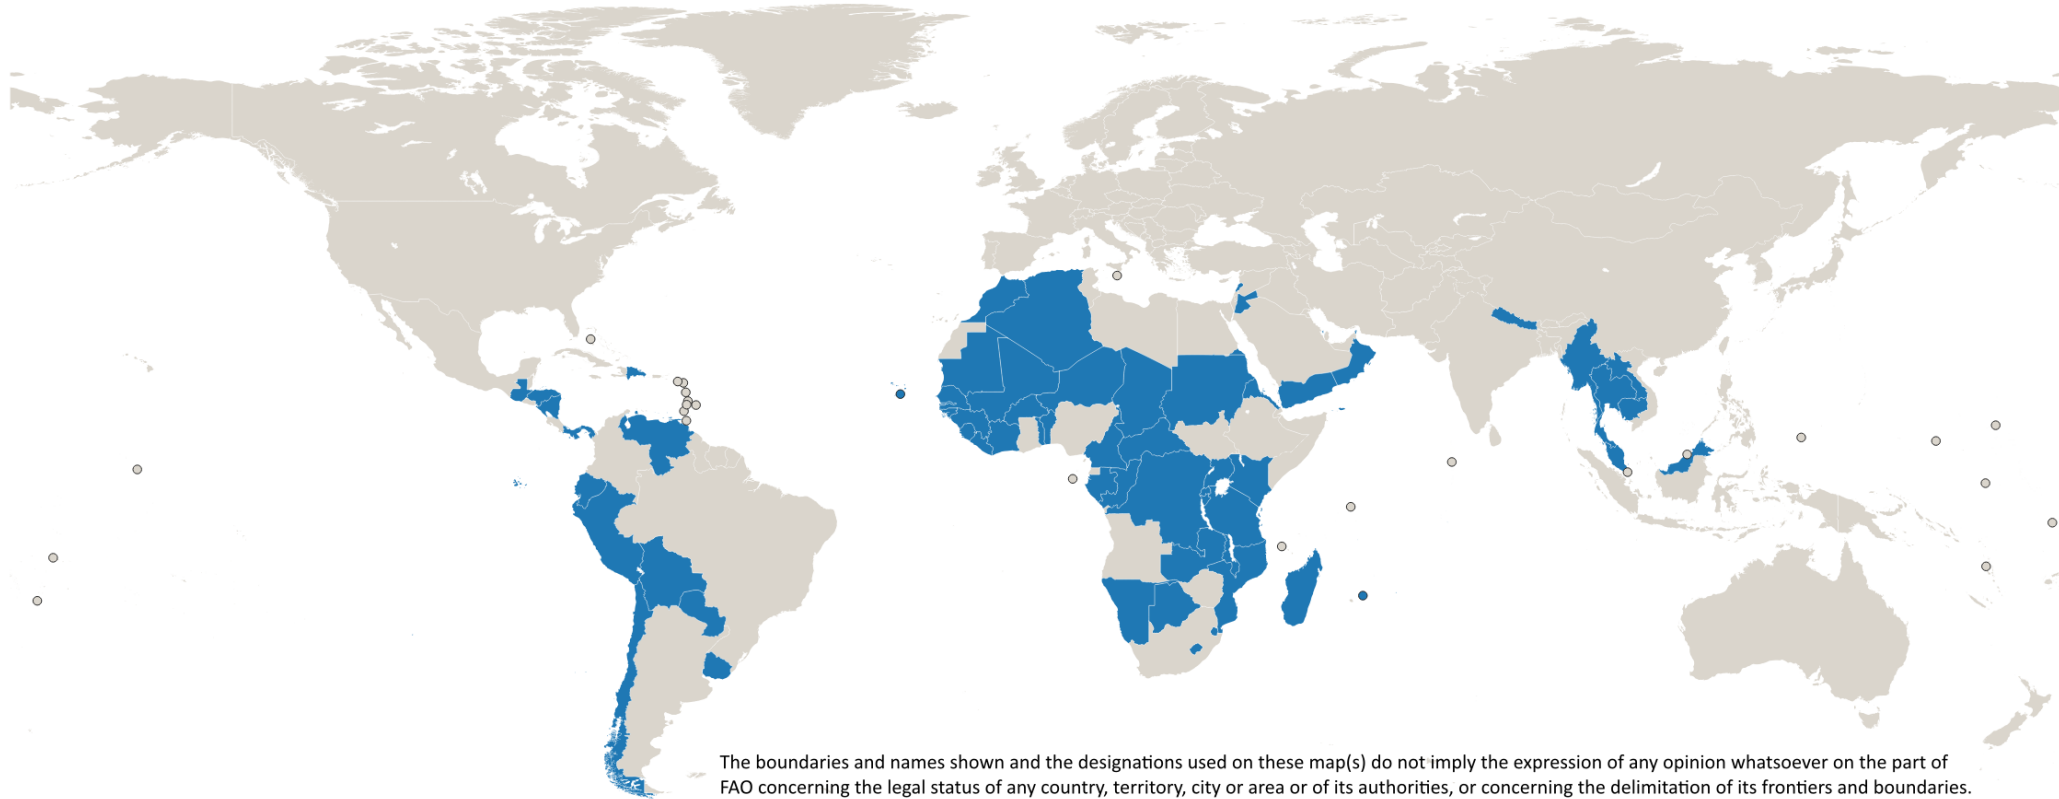 The boundaries and names shown and the designations used on these map(s) do not imply the expression of any opinion whatsoever on the part of
FAO concerning the legal status of any country, territory, city or area or of its authorities, or concerning the delimitation of its frontiers and boundaries.